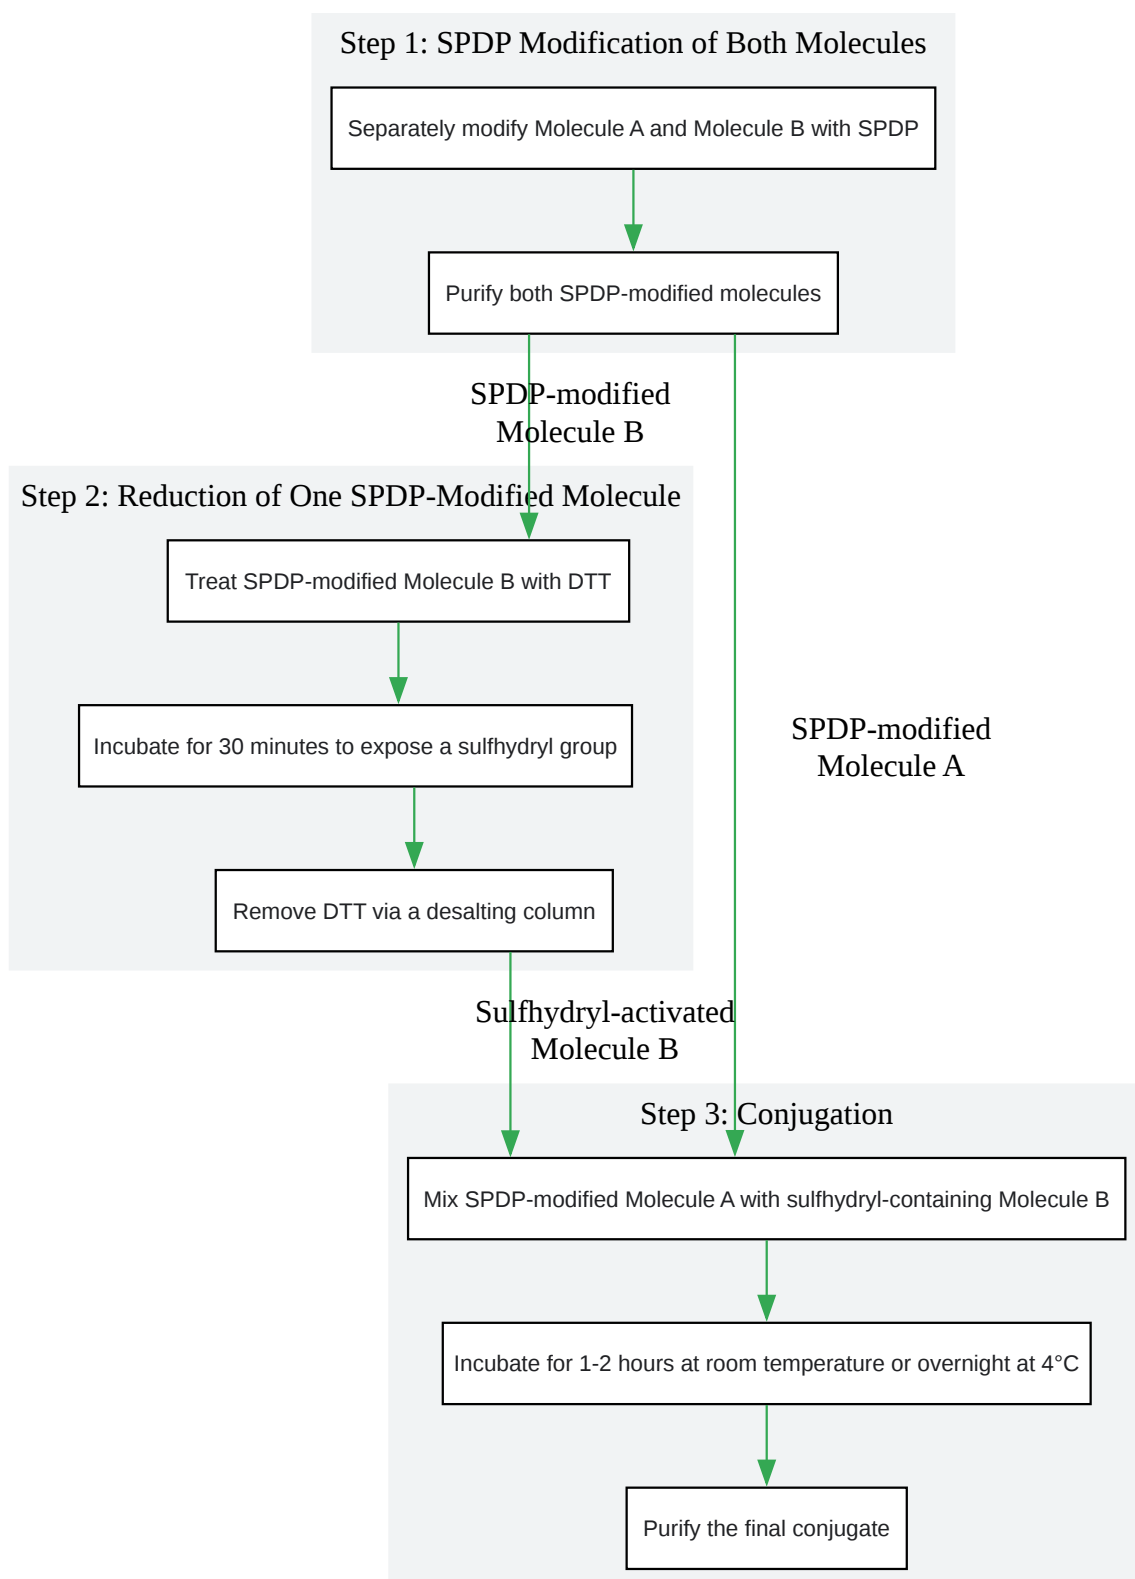 Step 1: SPDP Modification of Both Molecules
Separately modify Molecule A and Molecule B with SPDP
Purify both SPDP-modified molecules
SPDP-modified
Molecule B
Step 2: Reduction of One SPDP-Modified Molecule
Treat SPDP-modified Molecule B with DTT
Incubate for 30 minutes to expose a sulfhydryl group
SPDP-modified
Molecule A
Remove DTT via a desalting column
Sulfhydryl-activated
Molecule B
Step 3: Conjugation
Mix SPDP-modified Molecule A with sulfhydryl-containing Molecule B
Incubate for 1-2 hours at room temperature or overnight at 4°C
Purify the final conjugate